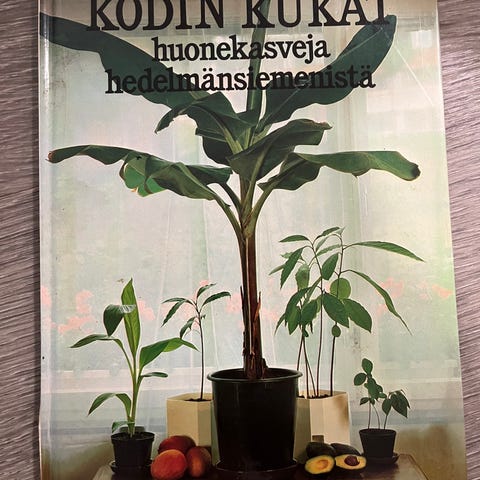 KODIN KUKAT
huonekasveja
hedelmänsiemenistä